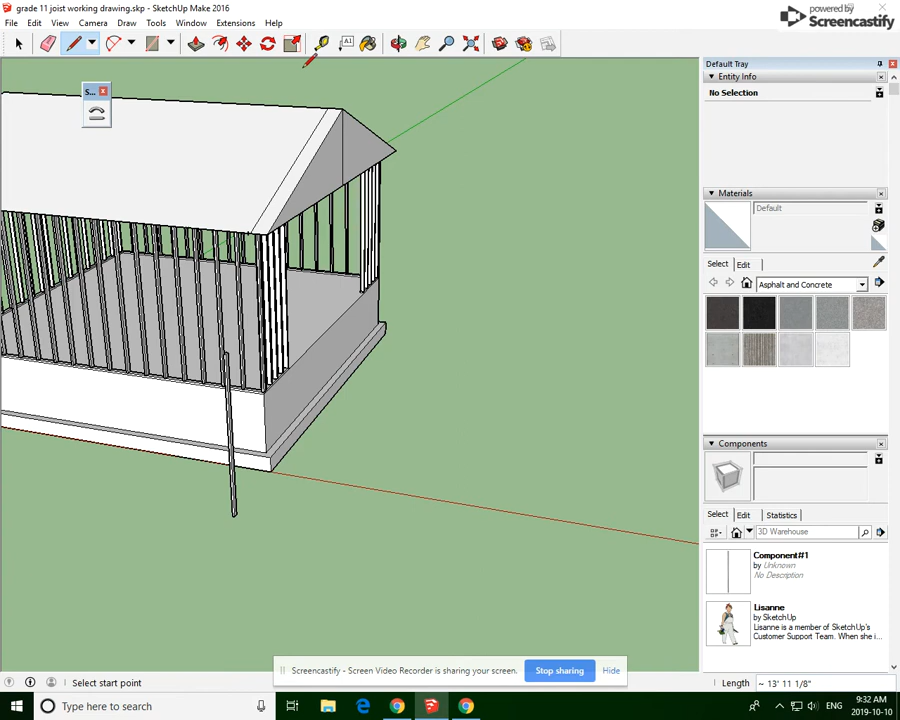 grade 11 joist working drawing.skp - SketchUp Make 2016
powered by
Screencastify
File Edit View Camera Draw Tools Window Extensions Help
A1
Default Tray
S...
Entity Info
No Selection
Materials
Default
Select Edit
Asphalt and Concrete
Components
Select Edit Statistics
3D Warehouse
Component#1
by Unknown
No Description
Lisanne
by SketchUp
Lisanne is a member of SketchUp's
Customer Support Team. When she i...
Screencastify - Screen Video Recorder is sharing your screen. Stop sharing Hide
Select start point
Length ~ 13' 11 1/8"
Type here to search
ENG
9:32 AM
2019-10-10